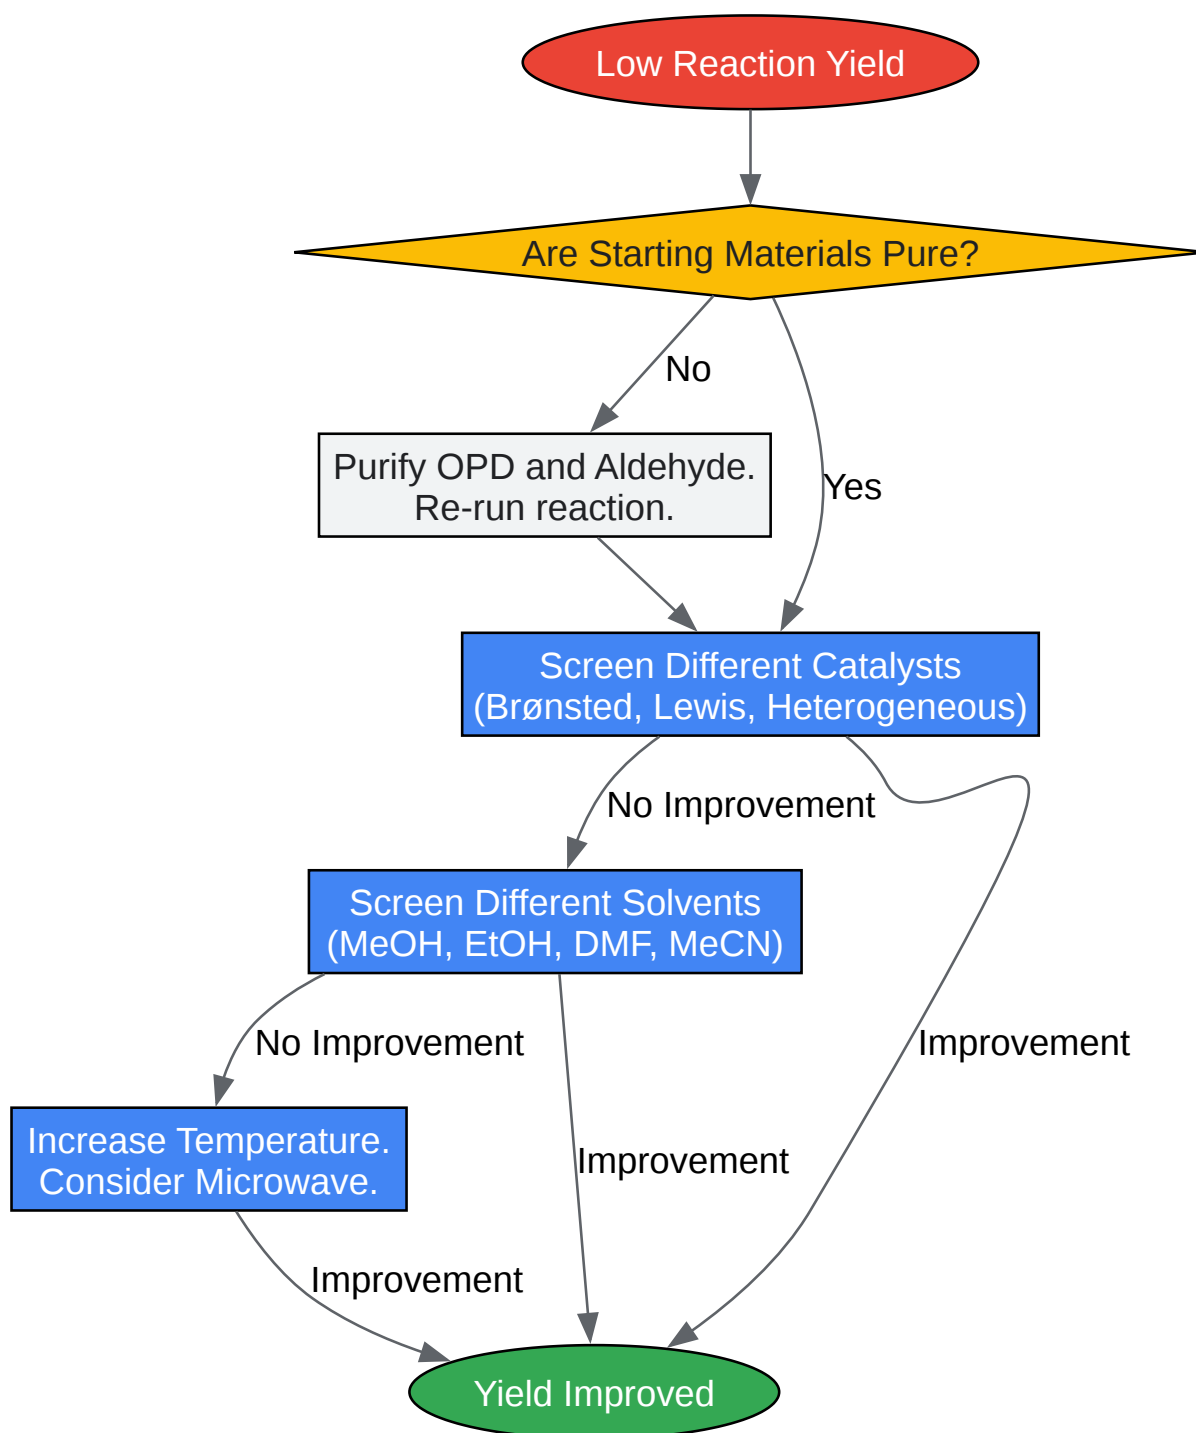 Low Reaction Yield
Are Starting Materials Pure?
No
Purify OPD and Aldehyde.
Re-run reaction.
Yes
Screen Different Catalysts
(Brønsted, Lewis, Heterogeneous)
No Improvement
Screen Different Solvents
(MeOH, EtOH, DMF, MeCN)
No Improvement
Improvement
Increase Temperature.
Consider Microwave.
Improvement
Improvement
Yield Improved